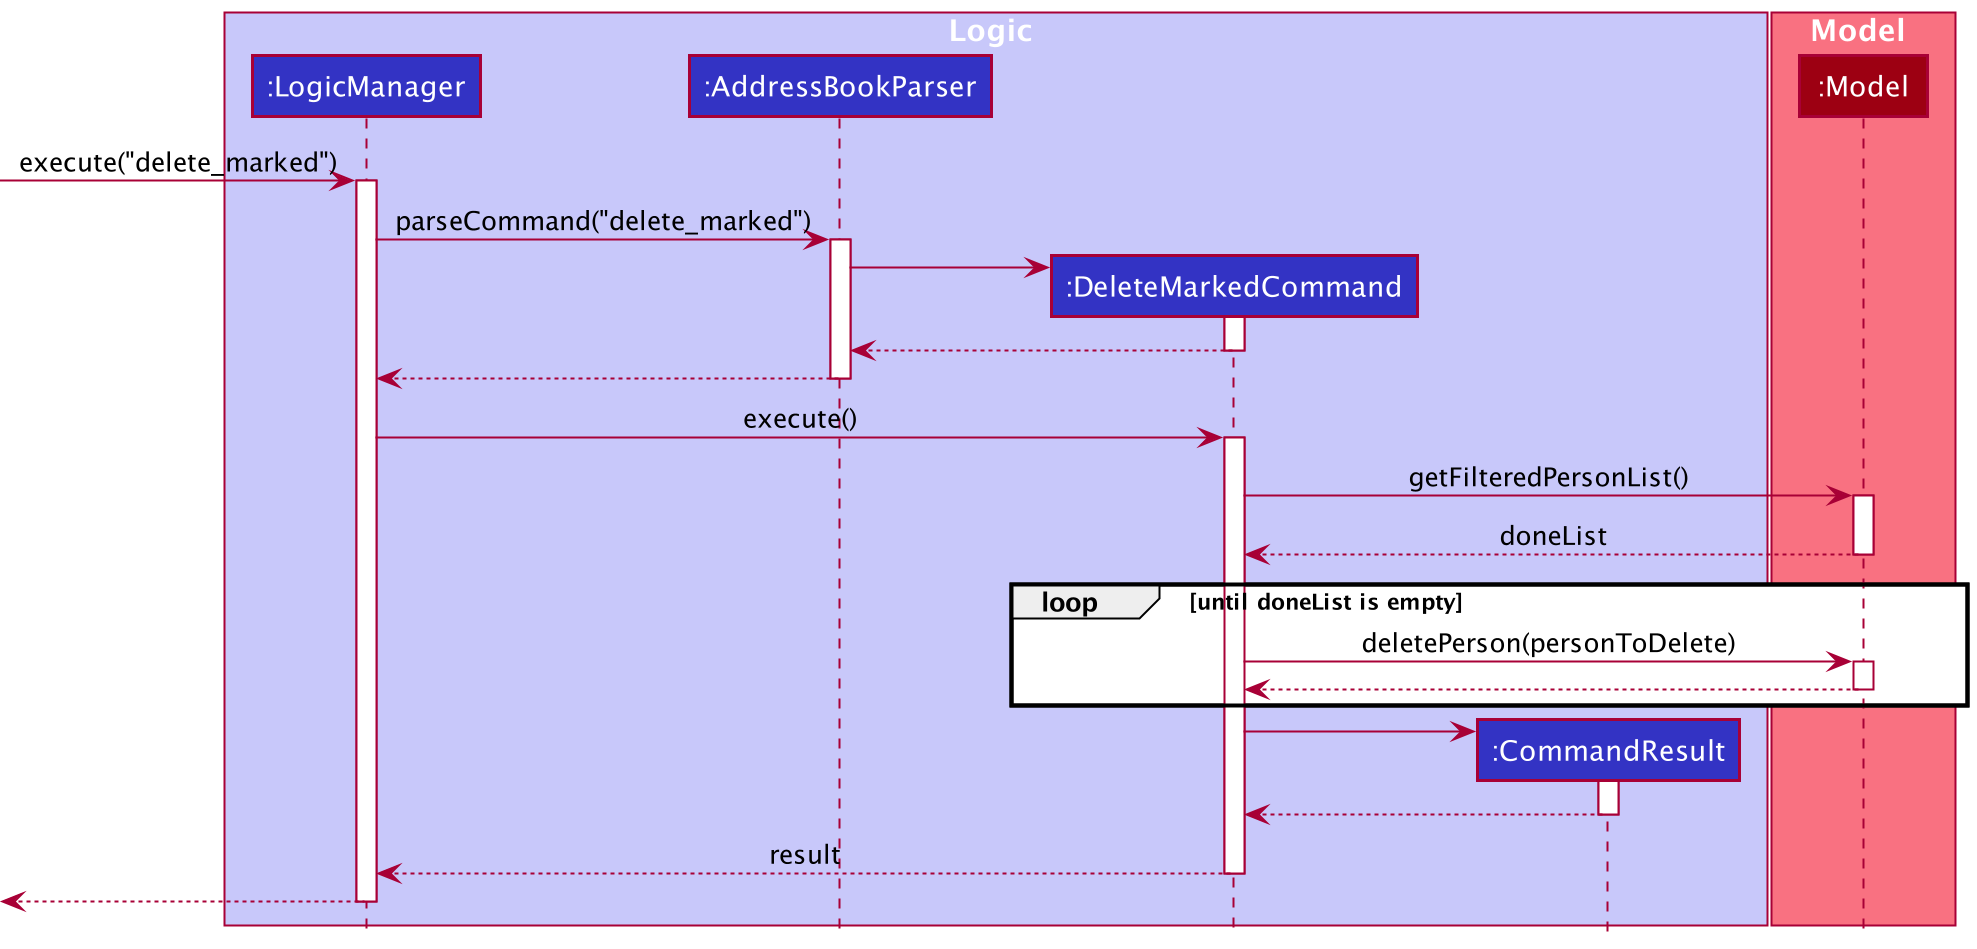 Logic
Model
:LogicManager
:AddressBookParser
:Model
execute("delete_marked")
parseCommand("delete_marked")
:DeleteMarkedCommand
execute()
getFilteredPersonList()
doneList
loop
[until doneList is empty]
deletePerson(personToDelete)
:CommandResult
result